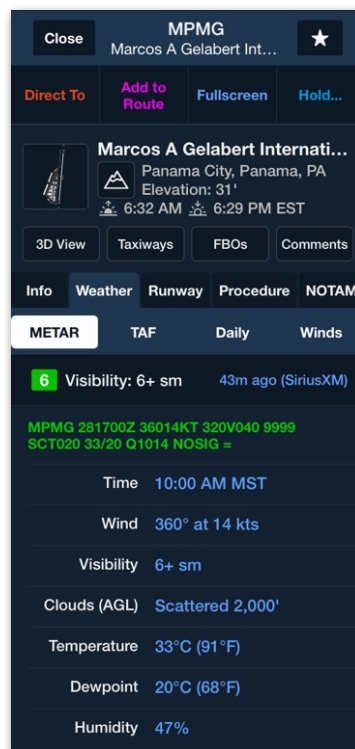 Close
MPMG
Marcos A Gelabert Int...
Direct To
Add to
Route
Fullscreen
Hold...
Marcos A Gelabert Internati...
Panama City, Panama, PA
Elevation: 31'
6:32 AM 6:29 PM EST
3D View Taxiways FBOs Comments
Info Weather Runway Procedure NOTAM
METAR TAF Daily Winds
6 Visibility: 6+ sm 43m ago (SiriusXM)
MPMG 281700Z 36014KT 320V040 9999
SCT020 33/20 Q1014 NOSIG =
Time 10:00 AM MST
Wind 360° at 14 kts
Visibility 6+ sm
Clouds (AGL) Scattered 2,000'
Temperature 33°C (91°F)
Dewpoint 20°C (68°F)
Humidity 47%